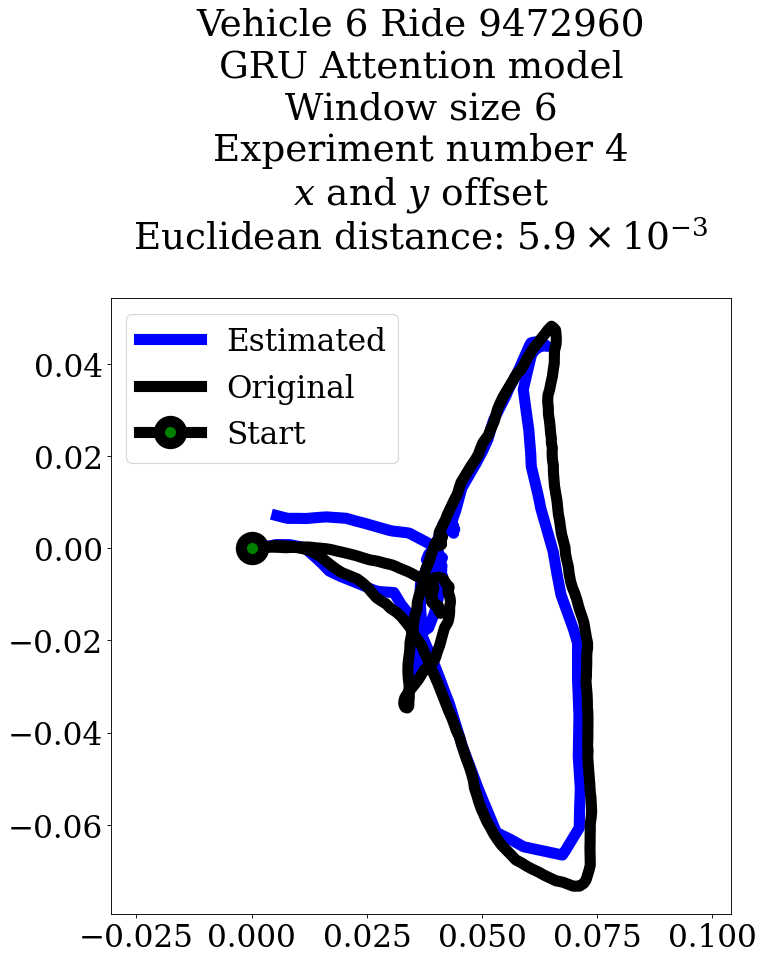 Vehicle 6 Ride 9472960
GRU Attention model
Window size 6
Experiment number 4
x and y offset
Euclidean distance: 5.9 × 10⁻³
Estimated
Original
Start
0.04
0.02
0.00
−0.02
−0.04
−0.06
−0.025 0.000 0.025 0.050 0.075 0.100